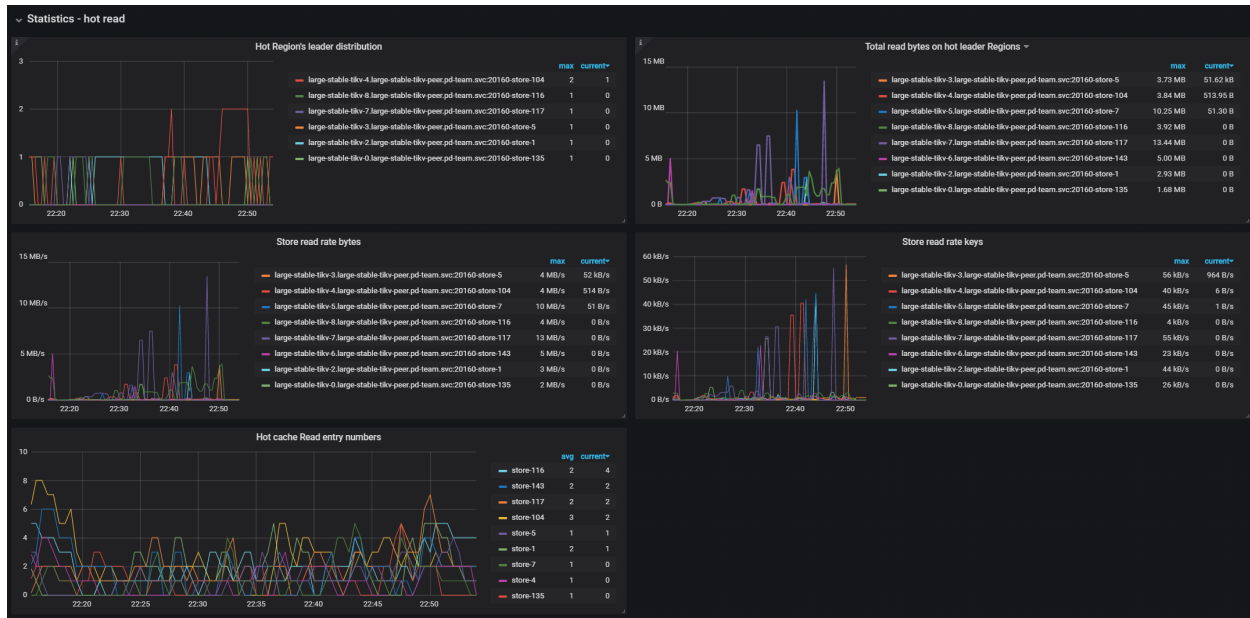 Statistics - hot read
Hot Region's leader distribution
3
2
1
0
22:20 22:30 22:40 22:50
max current
large-stable-tikv-4.large-stable-tikv-peer.pd-team.svc:20160-store-104 2 1
large-stable-tikv-8.large-stable-tikv-peer.pd-team.svc:20160-store-116 1 0
large-stable-tikv-7.large-stable-tikv-peer.pd-team.svc:20160-store-117 1 0
large-stable-tikv-3.large-stable-tikv-peer.pd-team.svc:20160-store-5 1 0
large-stable-tikv-2.large-stable-tikv-peer.pd-team.svc:20160-store-1 1 0
large-stable-tikv-0.large-stable-tikv-peer.pd-team.svc:20160-store-135 1 0
Total read bytes on hot leader Regions
15 MB
10 MB
5 MB
0 B
22:20 22:30 22:40 22:50
max current
large-stable-tikv-3.large-stable-tikv-peer.pd-team.svc:20160-store-5 3.73 MB 51.62 kB
large-stable-tikv-4.large-stable-tikv-peer.pd-team.svc:20160-store-104 3.84 MB 513.95 B
large-stable-tikv-5.large-stable-tikv-peer.pd-team.svc:20160-store-7 10.25 MB 51.30 B
large-stable-tikv-8.large-stable-tikv-peer.pd-team.svc:20160-store-116 3.92 MB 0 B
large-stable-tikv-7.large-stable-tikv-peer.pd-team.svc:20160-store-117 13.44 MB 0 B
large-stable-tikv-6.large-stable-tikv-peer.pd-team.svc:20160-store-143 5.00 MB 0 B
large-stable-tikv-2.large-stable-tikv-peer.pd-team.svc:20160-store-1 2.93 MB 0 B
large-stable-tikv-0.large-stable-tikv-peer.pd-team.svc:20160-store-135 1.68 MB 0 B
Store read rate bytes
15 MB/s
10 MB/s
5 MB/s
0 B/s
22:20 22:30 22:40 22:50
max current
large-stable-tikv-3.large-stable-tikv-peer.pd-team.svc:20160-store-5 4 MB/s 52 kB/s
large-stable-tikv-4.large-stable-tikv-peer.pd-team.svc:20160-store-104 4 MB/s 514 B/s
large-stable-tikv-5.large-stable-tikv-peer.pd-team.svc:20160-store-7 10 MB/s 51 B/s
large-stable-tikv-8.large-stable-tikv-peer.pd-team.svc:20160-store-116 4 MB/s 0 B/s
large-stable-tikv-7.large-stable-tikv-peer.pd-team.svc:20160-store-117 13 MB/s 0 B/s
large-stable-tikv-6.large-stable-tikv-peer.pd-team.svc:20160-store-143 5 MB/s 0 B/s
large-stable-tikv-2.large-stable-tikv-peer.pd-team.svc:20160-store-1 3 MB/s 0 B/s
large-stable-tikv-0.large-stable-tikv-peer.pd-team.svc:20160-store-135 2 MB/s 0 B/s
Store read rate keys
60 kB/s
50 kB/s
40 kB/s
30 kB/s
20 kB/s
10 kB/s
0 B/s
22:20 22:30 22:40 22:50
max current
large-stable-tikv-3.large-stable-tikv-peer.pd-team.svc:20160-store-5 56 kB/s 964 B/s
large-stable-tikv-4.large-stable-tikv-peer.pd-team.svc:20160-store-104 40 kB/s 6 B/s
large-stable-tikv-5.large-stable-tikv-peer.pd-team.svc:20160-store-7 45 kB/s 1 B/s
large-stable-tikv-8.large-stable-tikv-peer.pd-team.svc:20160-store-116 4 kB/s 0 B/s
large-stable-tikv-7.large-stable-tikv-peer.pd-team.svc:20160-store-117 55 kB/s 0 B/s
large-stable-tikv-6.large-stable-tikv-peer.pd-team.svc:20160-store-143 23 kB/s 0 B/s
large-stable-tikv-2.large-stable-tikv-peer.pd-team.svc:20160-store-1 44 kB/s 0 B/s
large-stable-tikv-0.large-stable-tikv-peer.pd-team.svc:20160-store-135 26 kB/s 0 B/s
Hot cache Read entry numbers
10
8
6
4
2
0
22:20 22:25 22:30 22:35 22:40 22:45 22:50
avg current
store-116 2 4
store-143 2 2
store-117 2 2
store-104 3 2
store-5 1 1
store-1 2 1
store-7 1 0
store-4 1 0
store-135 1 0